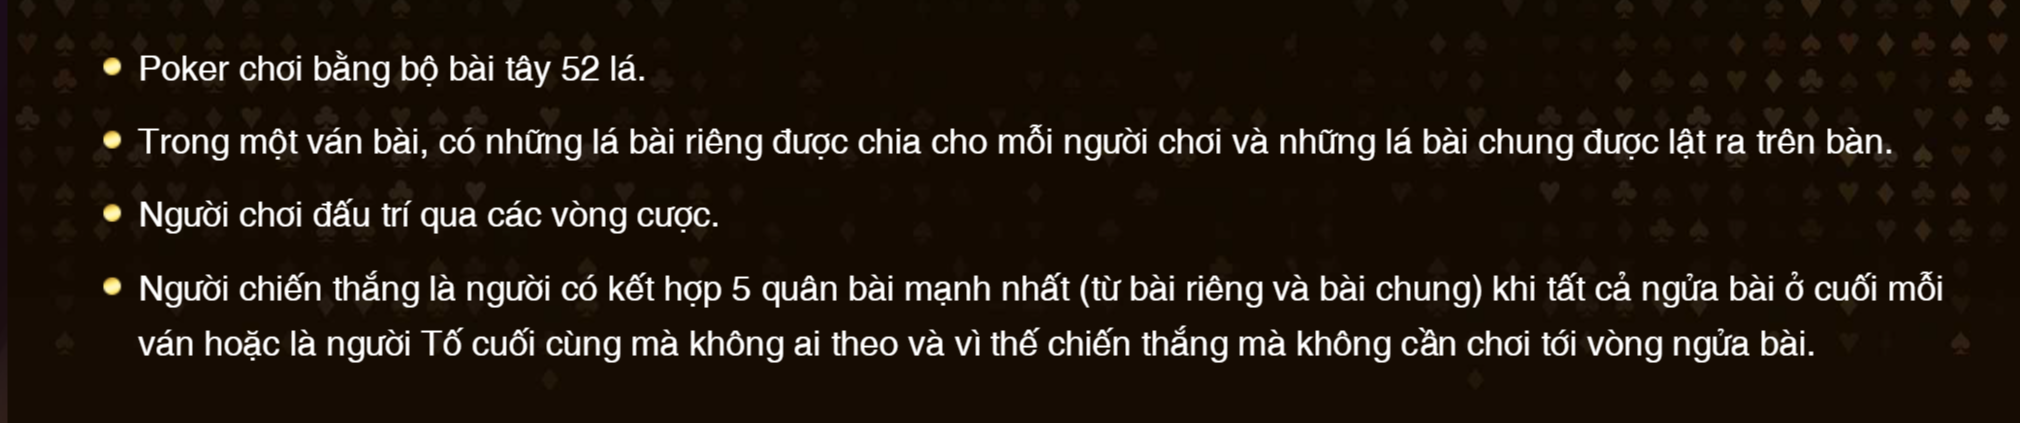 Poker chơi bằng bộ bài tây 52 lá.
Trong một ván bài, có những lá bài riêng được chia cho mỗi người chơi và những lá bài chung được lật ra trên bàn.
Người chơi đấu trí qua các vòng cược.
Người chiến thắng là người có kết hợp 5 quân bài mạnh nhất (từ bài riêng và bài chung) khi tất cả ngửa bài ở cuối mỗi
ván hoặc là người Tố cuối cùng mà không ai theo và vì thế chiến thắng mà không cần chơi tới vòng ngửa bài.